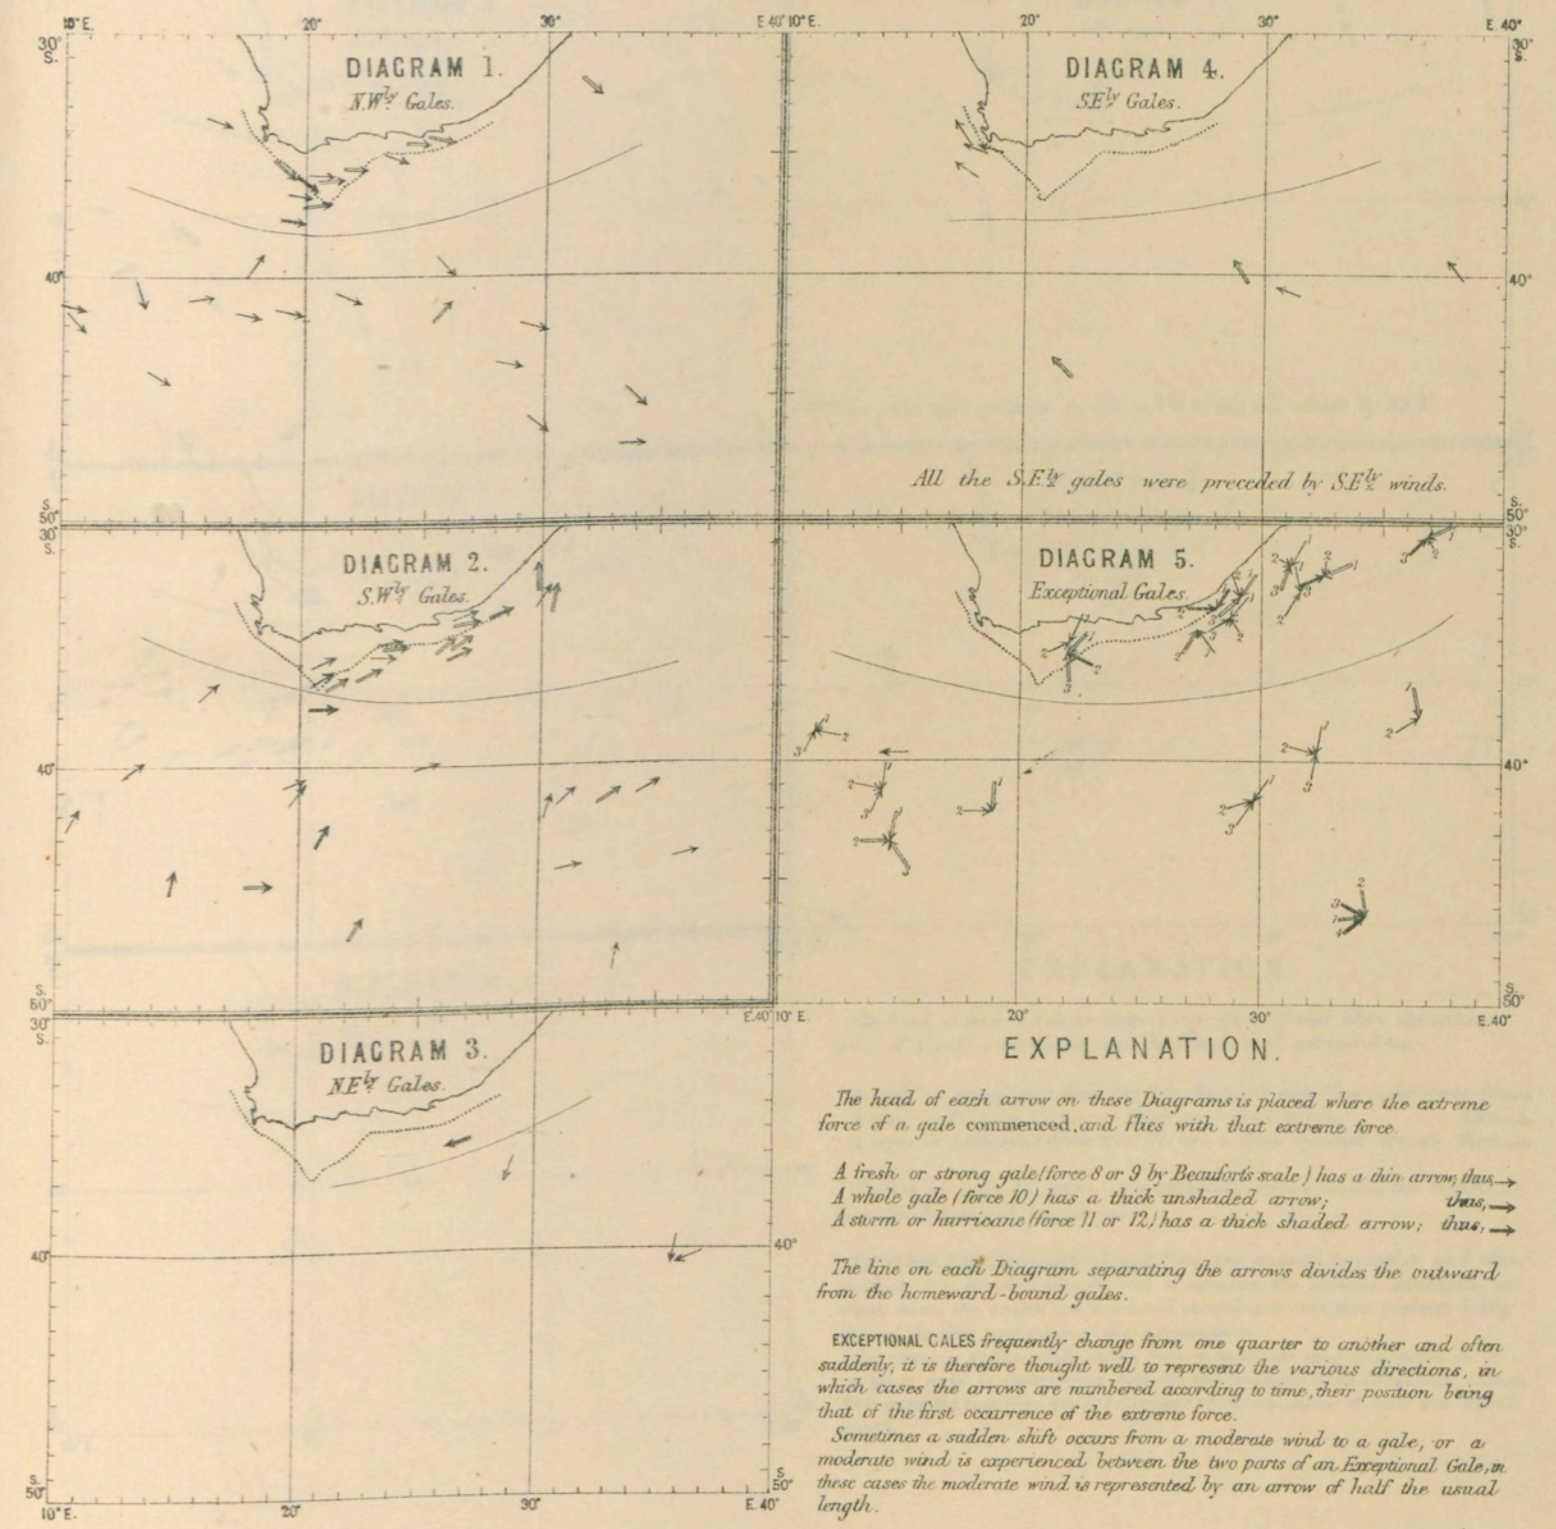 10° E. 20° 30° E.40° 10° E. 20° 30° E 40°
30° S.
30° S.
DIAGRAM 1.
N.Wly Gales.
DIAGRAM 4.
S.Ely Gales.
40°
40°
All the S.Ely gales were preceded by S.Ely winds.
S. 50°
S. 50°
30° S.
30° S.
DIAGRAM 2.
S.Wly Gales.
DIAGRAM 5.
Exceptional Gales.
40°
40°
S. 50°
S. 50°
30° S.
E.40° 10° E. 20° 30° E.40°
DIAGRAM 3.
N.Ely Gales.
40°
40°
S. 50°
S. 50°
10° E. 20° 30° E. 40°
EXPLANATION.
The head of each arrow on these Diagrams is placed where the extreme
force of a gale commenced, and flies with that extreme force.
A fresh or strong gale (force 8 or 9 by Beaufort's scale) has a thin arrow, thus,
A whole gale (force 10) has a thick unshaded arrow; thus,
A storm or hurricane (force 11 or 12) has a thick shaded arrow; thus,
The line on each Diagram separating the arrows divides the outward
from the homeward-bound gales.
EXCEPTIONAL GALES frequently change from one quarter to another and often
suddenly, it is therefore thought well to represent the various directions, in
which cases the arrows are numbered according to time, their position being
that of the first occurrence of the extreme force.
Sometimes a sudden shift occurs from a moderate wind to a gale, or a
moderate wind is experienced between the two parts of an Exceptional Gale, in
these cases the moderate wind is represented by an arrow of half the usual
length.